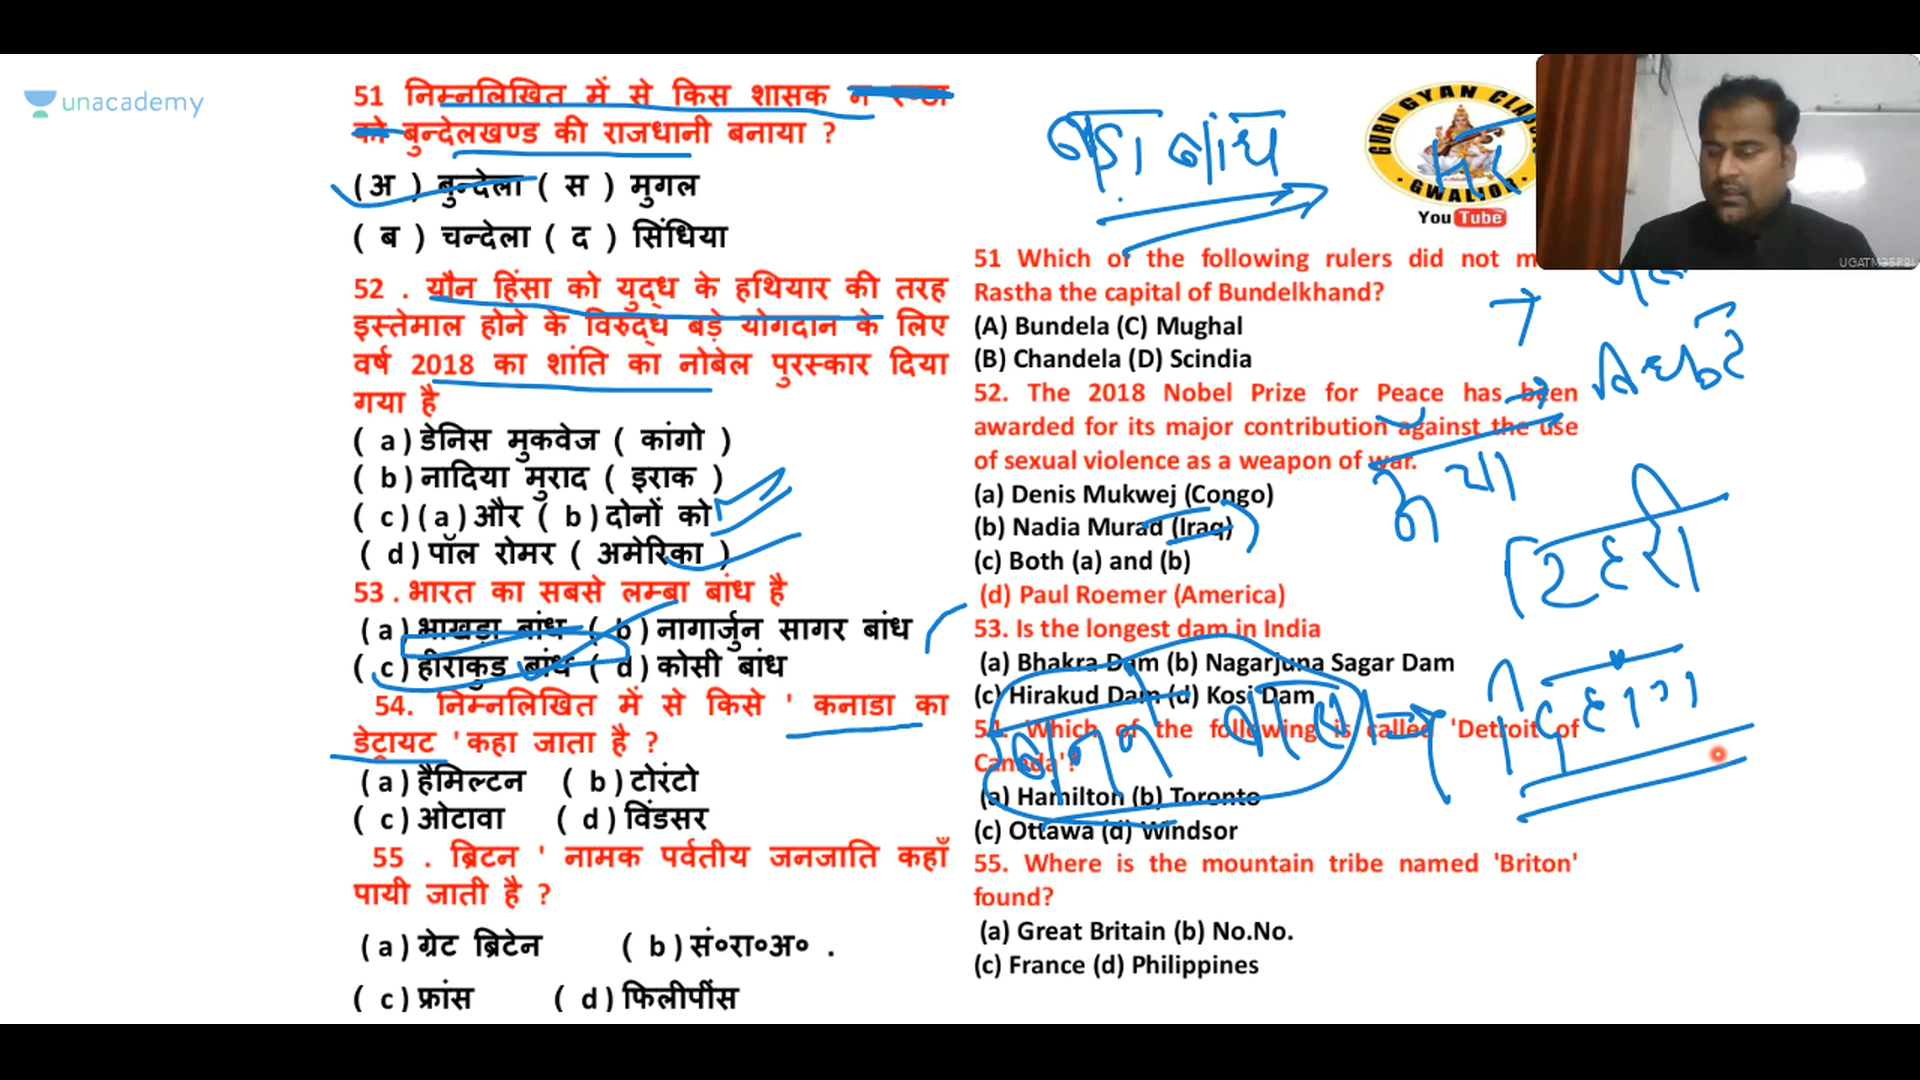 unacademy
51 निम्नलिखित में से किस शासक ने
को बुन्देलखण्ड की राजधानी बनाया ?
(अ ) बुन्देला ( स ) मुगल
( ब ) चन्देला ( द ) सिंधिया
52 . यौन हिंसा को युद्ध के हथियार की तरह
इस्तेमाल होने के विरुद्ध बड़े योगदान के लिए
वर्ष 2018 का शांति का नोबेल पुरस्कार दिया
गया है
( a ) डेनिस मुकवेज ( कांगो )
( b ) नादिया मुराद ( इराक )
( c ) ( a ) और ( b ) दोनों को
( d ) पॉल रोमर ( अमेरिका )
53 . भारत का सबसे लम्बा बांध है
( a ) भाखड़ा बांध ( b ) नागार्जुन सागर बांध
( c ) हीराकुंड बांध ( d ) कोसी बांध
54. निम्नलिखित में से किसे ' कनाडा का
डेट्रायट ' कहा जाता है ?
( a ) हैमिल्टन ( b ) टोरंटो
( c ) ओटावा ( d ) विंडसर
55 . ब्रिटन ' नामक पर्वतीय जनजाति कहाँ
पायी जाती है ?
( a ) ग्रेट ब्रिटेन ( b ) सं०रा०अ० .
( c ) फ्रांस ( d ) फिलीपींस
बड़ा बांध
GURU GYAN
GWALIOR
YouTube
51 Which of the following rulers did not m
Rastha the capital of Bundelkhand?
(A) Bundela (C) Mughal
(B) Chandela (D) Scindia
52. The 2018 Nobel Prize for Peace has been
awarded for its major contribution against the use
of sexual violence as a weapon of war.
(a) Denis Mukwej (Congo)
(b) Nadia Murad (Iraq)
(c) Both (a) and (b)
(d) Paul Roemer (America)
53. Is the longest dam in India
(a) Bhakra Dam (b) Nagarjuna Sagar Dam
(c) Hirakud Dam (d) Kosi Dam
54. Which of the following is called 'Detroit of
Canada'?
(a) Hamilton (b) Toronto
(c) Ottawa (d) Windsor
55. Where is the mountain tribe named 'Briton'
found?
(a) Great Britain (b) No.No.
(c) France (d) Philippines
टिहरी
दिहांग